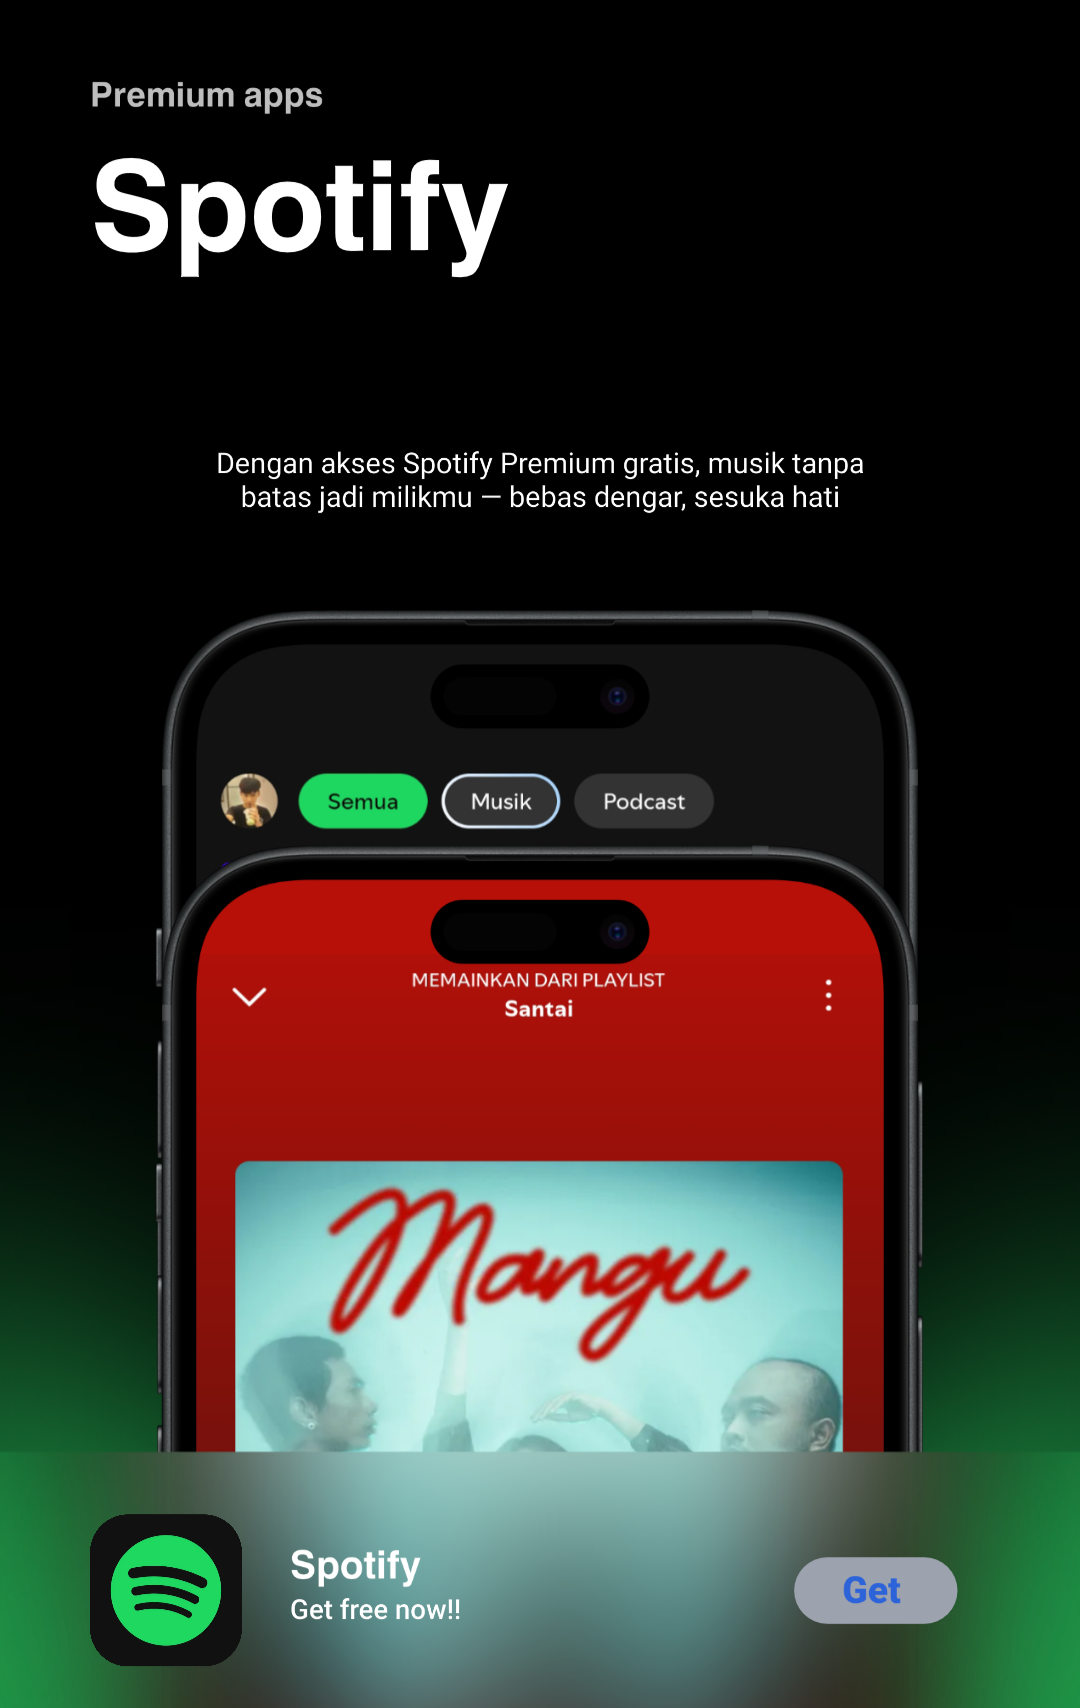 Premium apps
Spotify
Dengan akses Spotify Premium gratis, musik tanpa
batas jadi milikmu — bebas dengar, sesuka hati
Semua
Musik
Podcast
MEMAINKAN DARI PLAYLIST
Santai
Mangu
Spotify
Get free now!!
Get